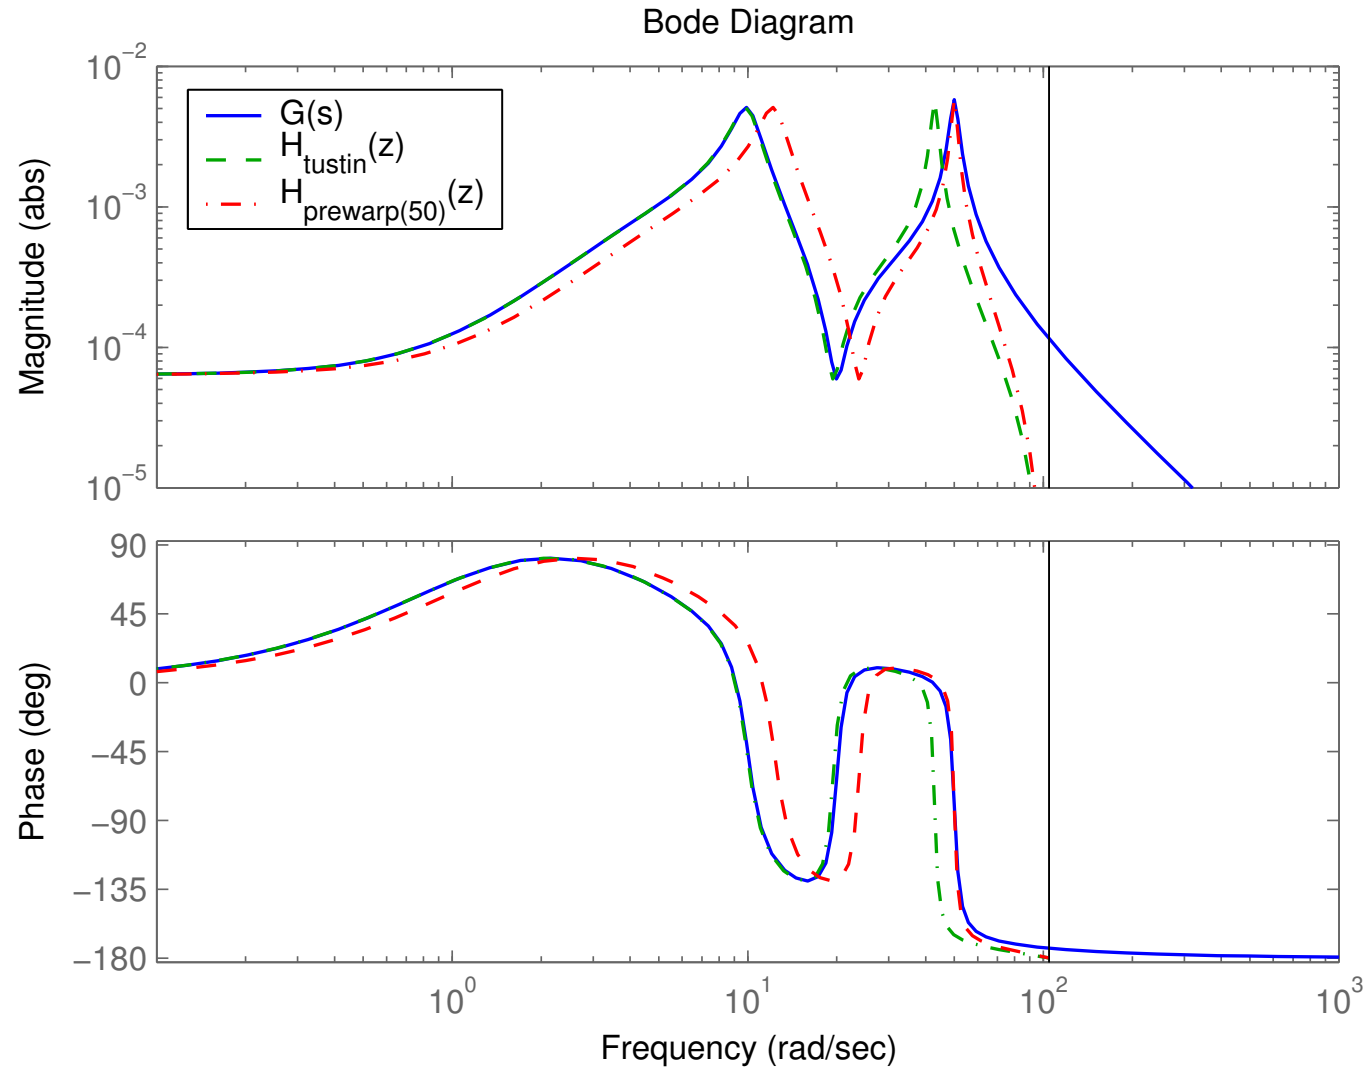 Bode Diagram
Magnitude (abs)
10^−2
10^−3
10^−4
10^−5
G(s)
H_tustin(z)
H_prewarp(50)(z)
Phase (deg)
90
45
0
−45
−90
−135
−180
10^0
10^1
10^2
10^3
Frequency (rad/sec)